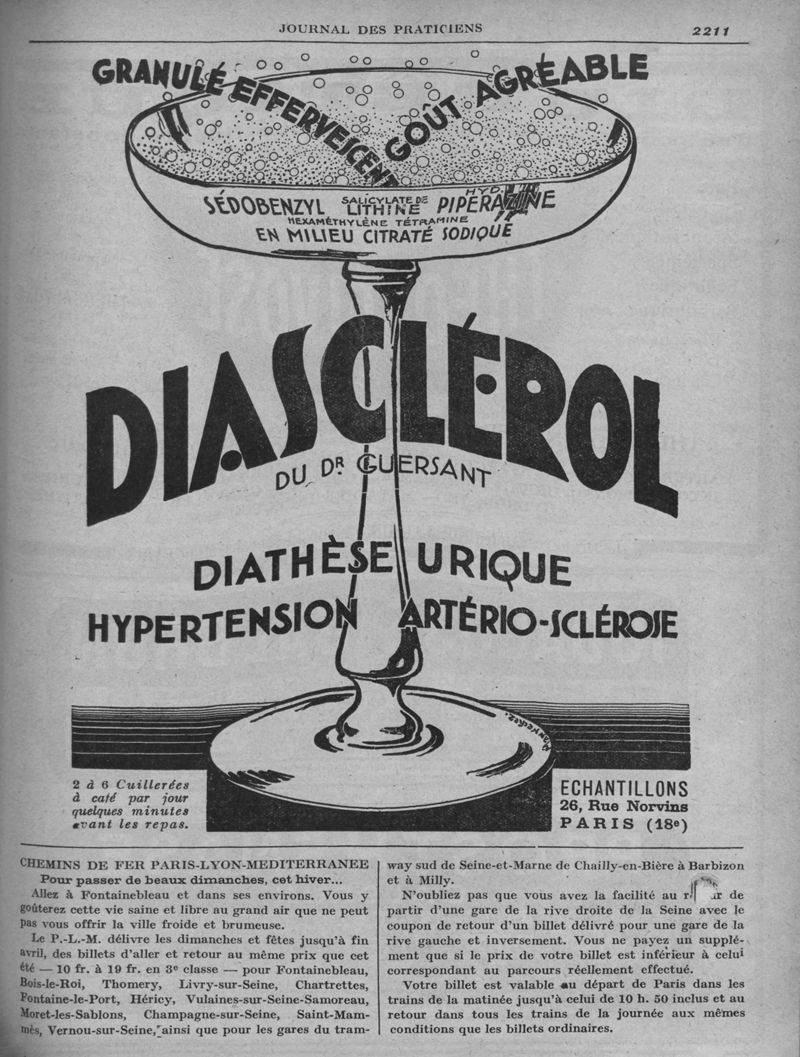 JOURNAL DES PRATICIENS 2211
GRANULÉ EFFERVESCENT GOÛT AGRÉABLE
SÉDOBENZYL SALICYLATE DE LITHINE PIPÉRAZINE HYD.
HEXAMÉTHYLÈNE TÉTRAMINE
EN MILIEU CITRATÉ SODIQUE
DIASCLÉROL
DU DR GUERSANT
DIATHÈSE URIQUE
HYPERTENSION ARTÉRIO-SCLÉROSE
2 à 6 Cuillerées
à café par jour
quelques minutes
avant les repas.
ECHANTILLONS
26, Rue Norvins
PARIS (18e)
CHEMINS DE FER PARIS-LYON-MEDITERRANEE
Pour passer de beaux dimanches, cet hiver...
Allez à Fontainebleau et dans ses environs. Vous y
goûterez cette vie saine et libre au grand air que ne peut
pas vous offrir la ville froide et brumeuse.
Le P.-L.-M. délivre les dimanches et fêtes jusqu'à fin
avril, des billets d'aller et retour au même prix que cet
été — 10 fr. à 19 fr. en 3e classe — pour Fontainebleau,
Bois-le-Roi, Thomery, Livry-sur-Seine, Chartrettes,
Fontaine-le-Port, Héricy, Vulaines-sur-Seine-Samoreau,
Moret-les-Sablons, Champagne-sur-Seine, Saint-Mam-
mès, Vernou-sur-Seine, ainsi que pour les gares du tram-
way sud de Seine-et-Marne de Chailly-en-Bière à Barbizon
et à Milly.
N'oubliez pas que vous avez la facilité au de
partir d'une gare de la rive droite de la Seine avec le
coupon de retour d'un billet délivré pour une gare de la
rive gauche et inversement. Vous ne payez un supplé-
ment que si le prix de votre billet est inférieur à celui
correspondant au parcours réellement effectué.
Votre billet est valable au départ de Paris dans les
trains de la matinée jusqu'à celui de 10 h. 50 inclus et au
retour dans tous les trains de la journée aux mêmes
conditions que les billets ordinaires.